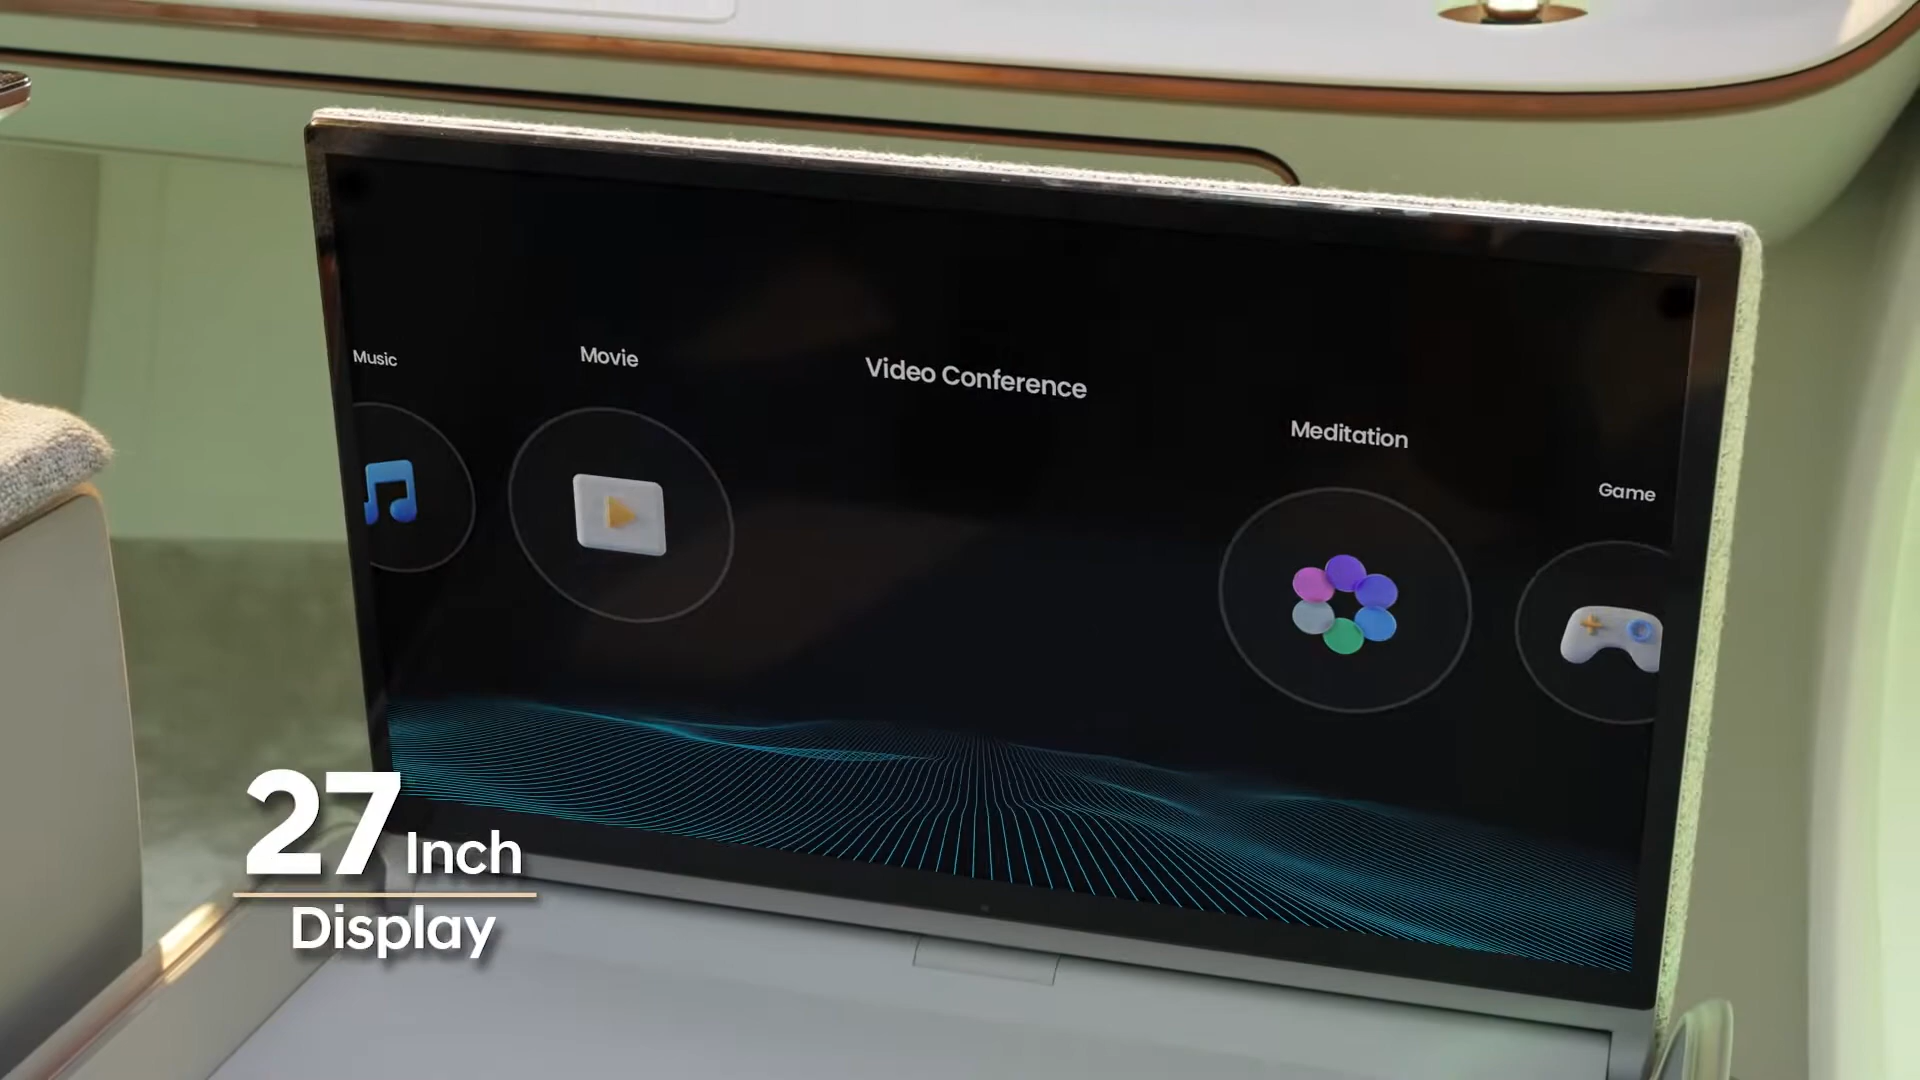 Music
Movie
Video Conference
Meditation
Game
27 Inch
Display